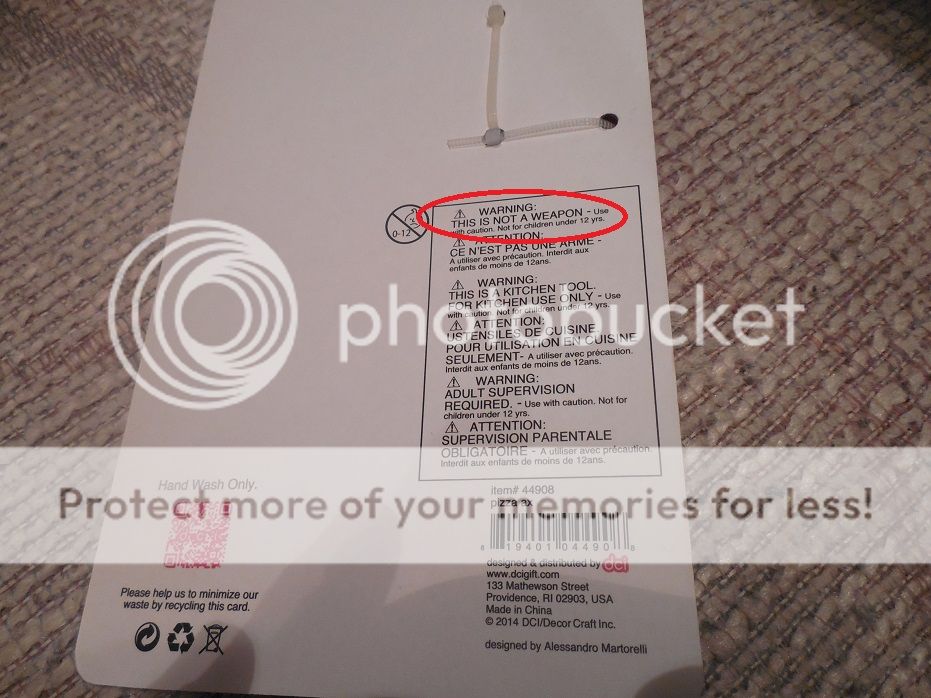 WARNING:
THIS IS NOT A WEAPON - Use
with caution. Not for children under 12 yrs.
0-12
ATTENTION:
CE N'EST PAS UNE ARME -
A utiliser avec précaution. Interdit aux
enfants de moins de 12ans.
WARNING:
THIS IS A KITCHEN TOOL.
FOR KITCHEN USE ONLY - Use
with caution. Not for children under 12 yrs.
photobucket
ATTENTION:
USTENSILES DE CUISINE.
POUR UTILISATION EN CUISINE
SEULEMENT- A utiliser avec précaution.
Interdit aux enfants de moins de 12ans.
WARNING:
ADULT SUPERVISION
REQUIRED. - Use with caution. Not for
children under 12 yrs.
ATTENTION:
SUPERVISION PARENTALE
OBLIGATOIRE - A utiliser avec précaution.
Interdit aux enfants de moins de 12ans.
Hand Wash Only.
item# 44908
pizza ax
Protect more of your memories for less!
8 19401 04490 8
designed & distributed by dci
www.dcigift.com
133 Mathewson Street
Providence, RI 02903, USA
Made in China
© 2014 DCI/Decor Craft Inc.
Please help us to minimize our
waste by recycling this card.
designed by Alessandro Martorelli